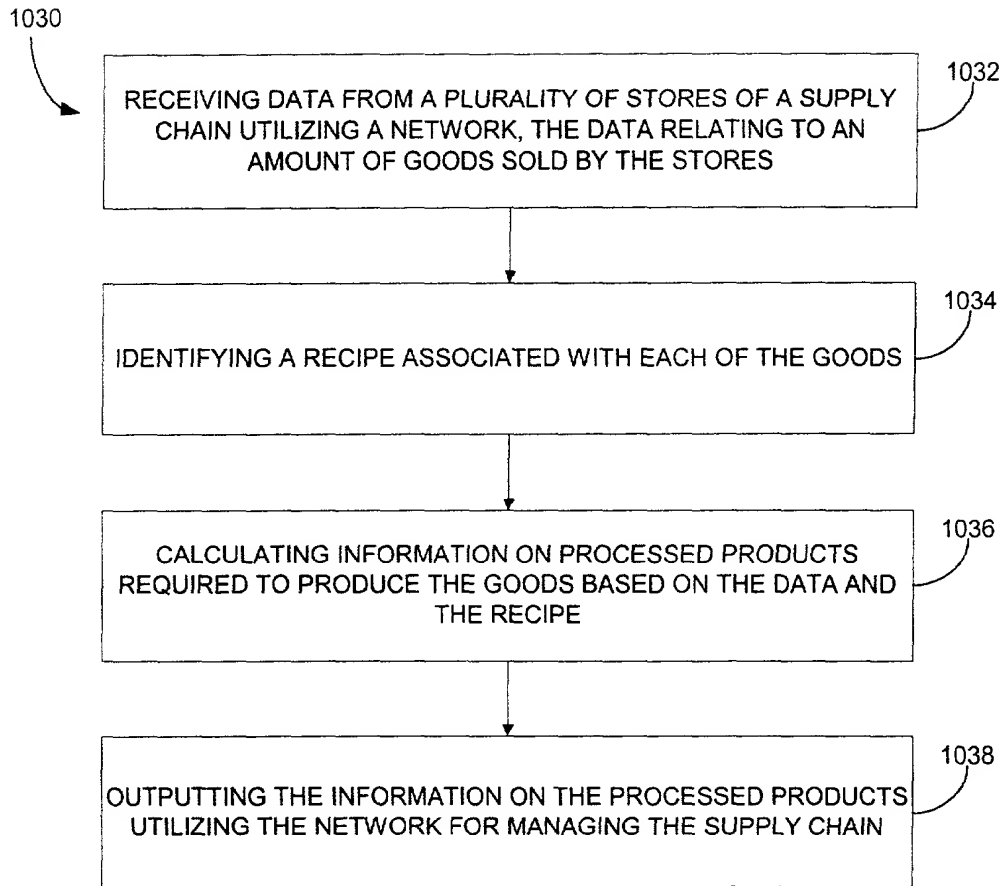 1030
1032
RECEIVING DATA FROM A PLURALITY OF STORES OF A SUPPLY
CHAIN UTILIZING A NETWORK, THE DATA RELATING TO AN
AMOUNT OF GOODS SOLD BY THE STORES
1034
IDENTIFYING A RECIPE ASSOCIATED WITH EACH OF THE GOODS
1036
CALCULATING INFORMATION ON PROCESSED PRODUCTS
REQUIRED TO PRODUCE THE GOODS BASED ON THE DATA AND
THE RECIPE
1038
OUTPUTTING THE INFORMATION ON THE PROCESSED PRODUCTS
UTILIZING THE NETWORK FOR MANAGING THE SUPPLY CHAIN